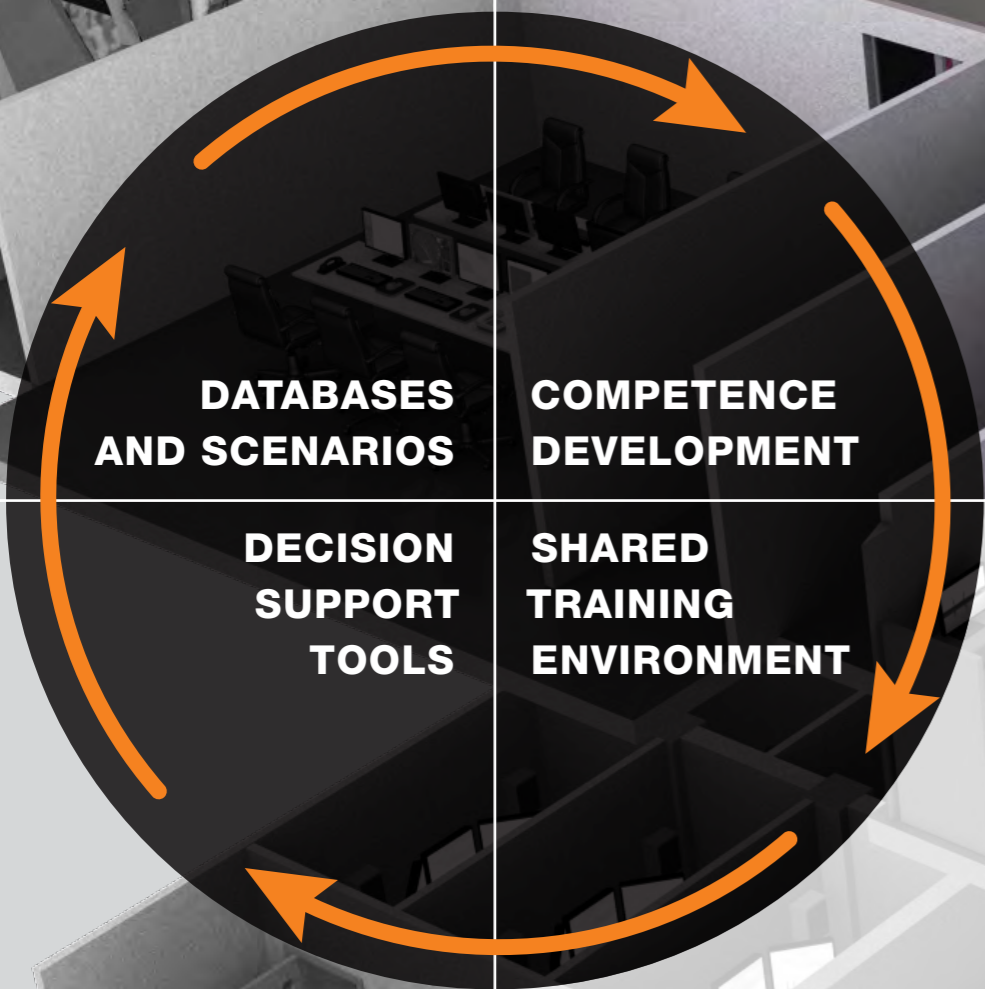 DATABASES
AND SCENARIOS
COMPETENCE
DEVELOPMENT
DECISION
SUPPORT
TOOLS
SHARED
TRAINING
ENVIRONMENT